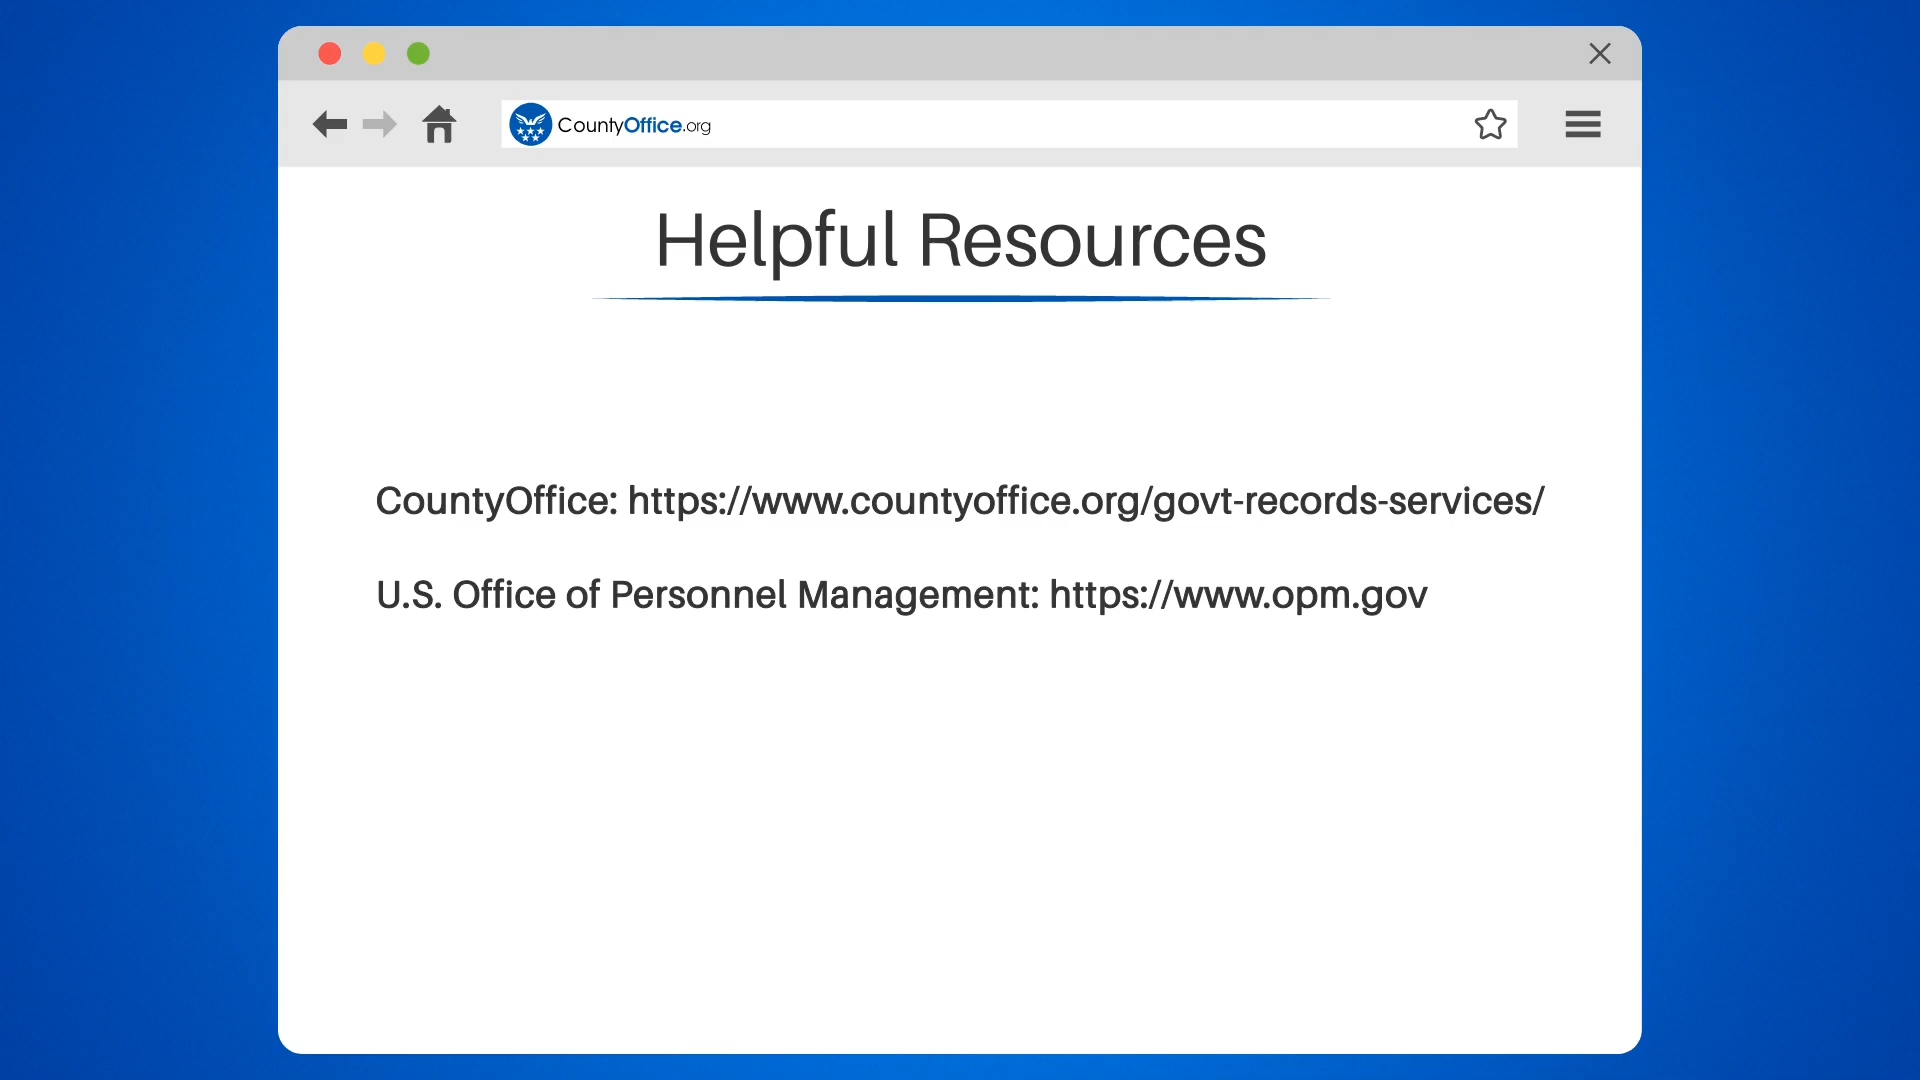 CountyOffice.org
Helpful Resources
CountyOffice: https://www.countyoffice.org/govt-records-services/
U.S. Office of Personnel Management: https://www.opm.gov